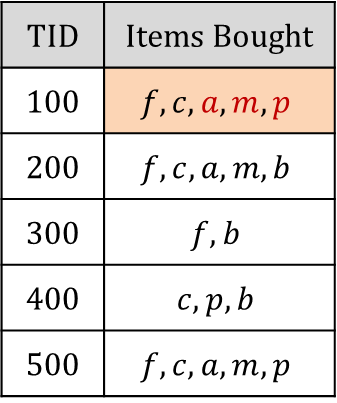 TID Items Bought
100 f, c, a, m, p
200 f, c, a, m, b
300 f, b
400 c, p, b
500 f, c, a, m, p